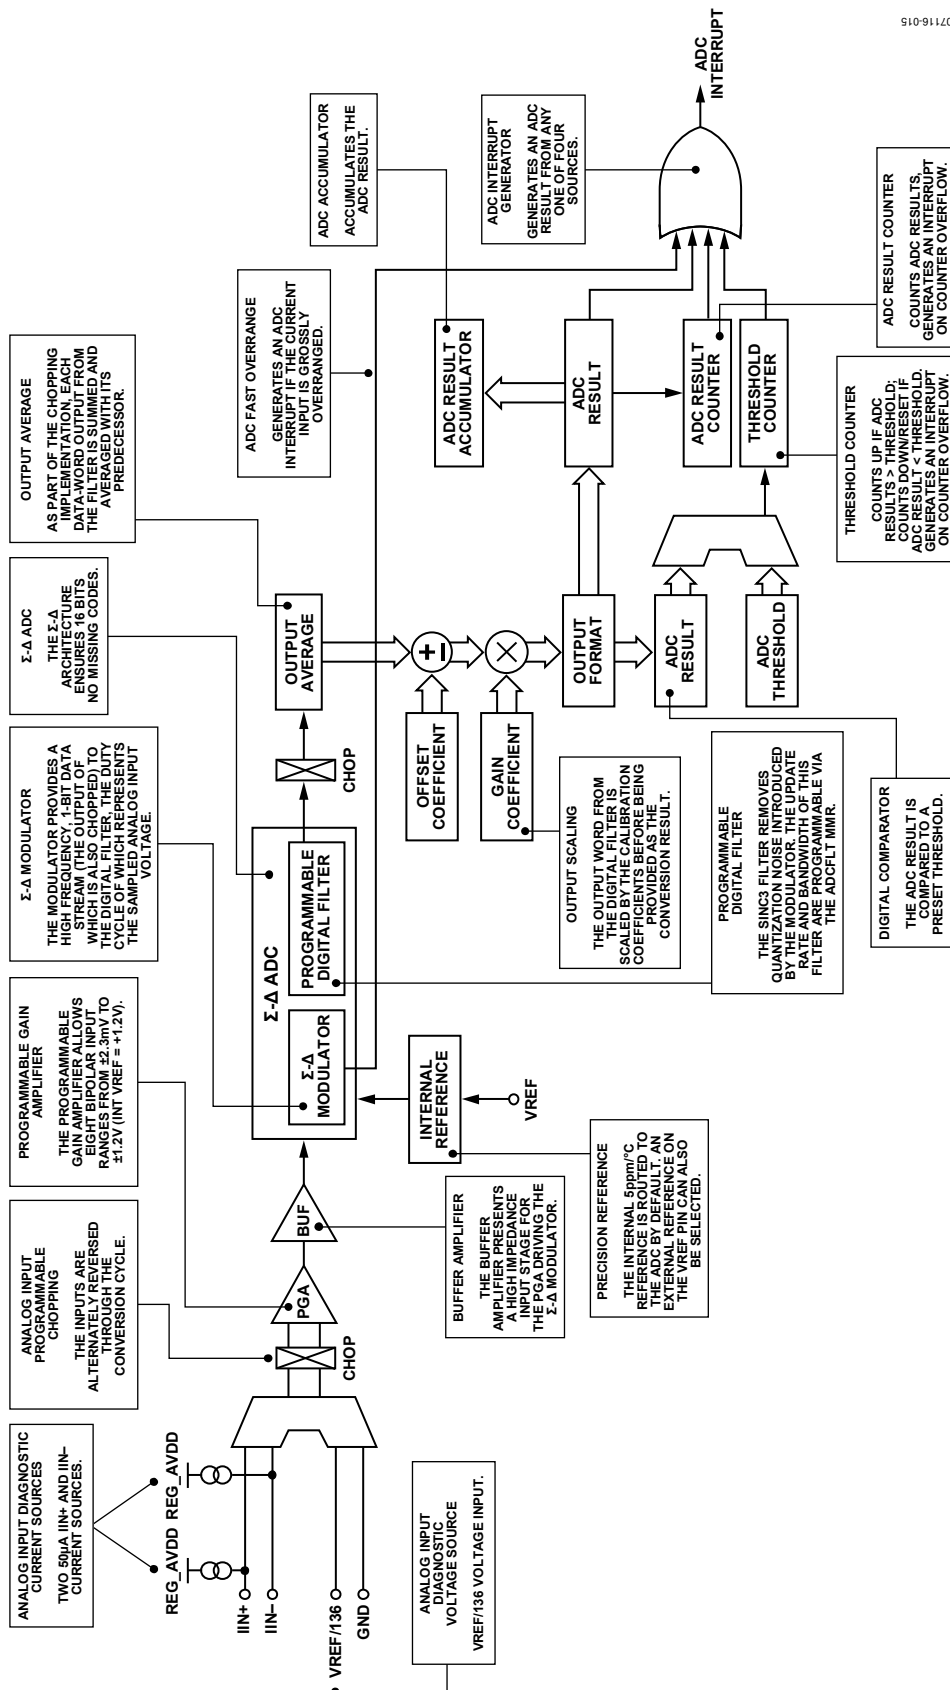 ANALOG INPUT DIAGNOSTIC
CURRENT SOURCES
TWO 50µA IIN+ AND IIN–
CURRENT SOURCES.
ANALOG INPUT
PROGRAMMABLE
CHOPPING
THE INPUTS ARE
ALTERNATELY REVERSED
THROUGH THE
CONVERSION CYCLE.
PROGRAMMABLE GAIN
AMPLIFIER
THE PROGRAMMABLE
GAIN AMPLIFIER ALLOWS
EIGHT BIPOLAR INPUT
RANGES FROM ±2.3mV TO
±1.2V (INT VREF = +1.2V).
Σ-Δ MODULATOR
THE MODULATOR PROVIDES A
HIGH FREQUENCY, 1-BIT DATA
STREAM (THE OUTPUT OF
WHICH IS ALSO CHOPPED) TO
THE DIGITAL FILTER, THE DUTY
CYCLE OF WHICH REPRESENTS
THE SAMPLED ANALOG INPUT
VOLTAGE.
Σ-Δ ADC
THE Σ-Δ
ARCHITECTURE
ENSURES 16 BITS
NO MISSING CODES.
OUTPUT AVERAGE
AS PART OF THE CHOPPING
IMPLEMENTATION, EACH
DATA-WORD OUTPUT FROM
THE FILTER IS SUMMED AND
AVERAGED WITH ITS
PREDECESSOR.
ADC FAST OVERRANGE
GENERATES AN ADC
INTERRUPT IF THE CURRENT
INPUT IS GROSSLY
OVERRANGED.
ADC ACCUMULATOR
ACCUMULATES THE
ADC RESULT.
ADC INTERRUPT
GENERATOR
GENERATES AN ADC
RESULT FROM ANY
ONE OF FOUR
SOURCES.
REG_AVDD
REG_AVDD
IIN+
IIN–
VREF/136
GND
CHOP
PGA
BUF
Σ-Δ ADC
Σ-Δ
MODULATOR
PROGRAMMABLE
DIGITAL FILTER
CHOP
OUTPUT
AVERAGE
INTERNAL
REFERENCE
VREF
OFFSET
COEFFICIENT
GAIN
COEFFICIENT
OUTPUT
FORMAT
ADC RESULT
ACCUMULATOR
ADC
RESULT
ADC RESULT
COUNTER
THRESHOLD
COUNTER
ADC
RESULT
ADC
THRESHOLD
ADC
INTERRUPT
ANALOG INPUT
DIAGNOSTIC
VOLTAGE SOURCE
VREF/136 VOLTAGE INPUT.
BUFFER AMPLIFIER
THE BUFFER
AMPLIFIER PRESENTS
A HIGH IMPEDANCE
INPUT STAGE FOR
THE PGA DRIVING THE
Σ-Δ MODULATOR.
PRECISION REFERENCE
THE INTERNAL 5ppm/°C
REFERENCE IS ROUTED TO
THE ADC BY DEFAULT. AN
EXTERNAL REFERENCE ON
THE VREF PIN CAN ALSO
BE SELECTED.
OUTPUT SCALING
THE OUTPUT WORD FROM
THE DIGITAL FILTER IS
SCALED BY THE CALIBRATION
COEFFICIENTS BEFORE BEING
PROVIDED AS THE
CONVERSION RESULT.
PROGRAMMABLE
DIGITAL FILTER
THE SINC3 FILTER REMOVES
QUANTIZATION NOISE INTRODUCED
BY THE MODULATOR. THE UPDATE
RATE AND BANDWIDTH OF THIS
FILTER ARE PROGRAMMABLE VIA
THE ADCFLT MMR.
DIGITAL COMPARATOR
THE ADC RESULT IS
COMPARED TO A
PRESET THRESHOLD.
THRESHOLD COUNTER
COUNTS UP IF ADC
RESULTS > THRESHOLD;
COUNTS DOWN/RESET IF
ADC RESULT < THRESHOLD.
GENERATES AN INTERRUPT
ON COUNTER OVERFLOW.
ADC RESULT COUNTER
COUNTS ADC RESULTS,
GENERATES AN INTERRUPT
ON COUNTER OVERFLOW.
07116-015